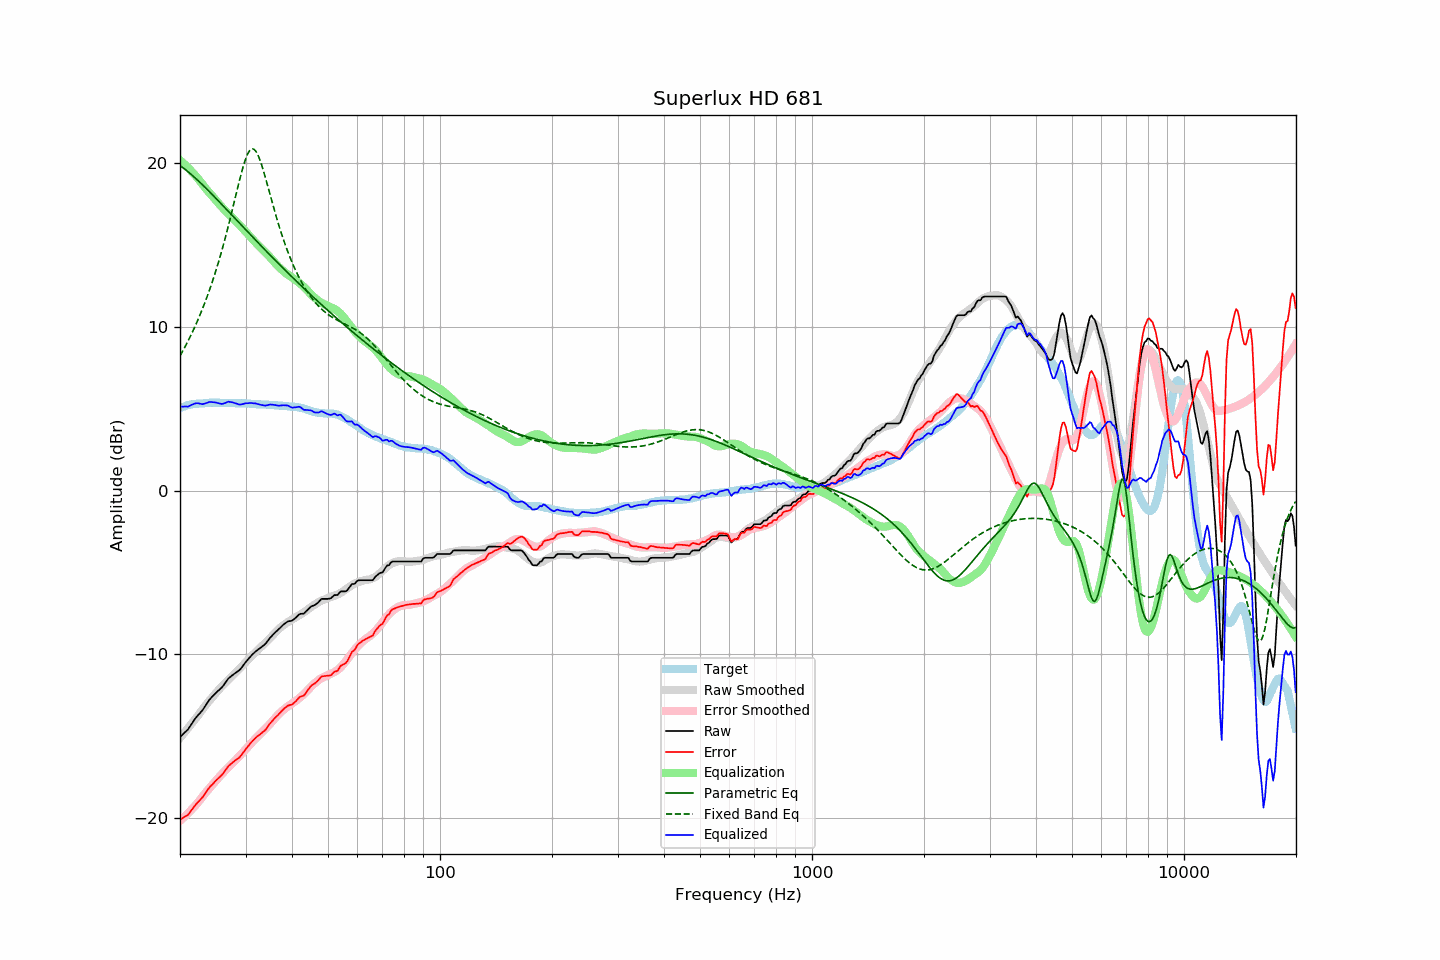 Superlux HD 681
Amplitude (dBr)
20
10
0
−10
−20
Target
Raw Smoothed
Error Smoothed
Raw
Error
Equalization
Parametric Eq
Fixed Band Eq
Equalized
100
1000
10000
Frequency (Hz)